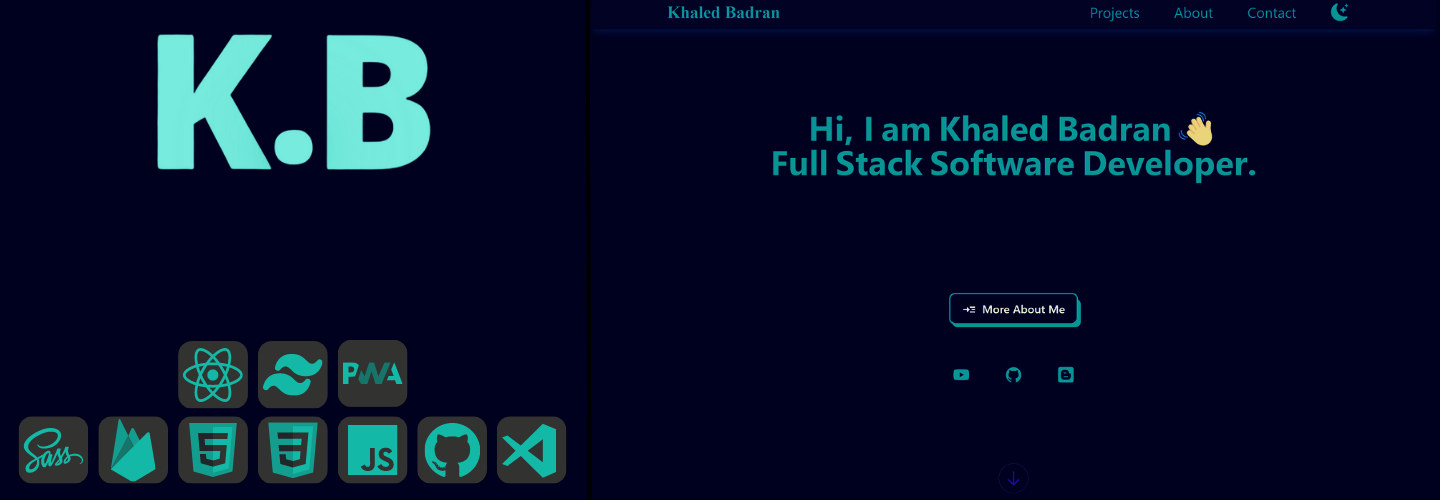 K.B
PWA
Sass
JS
Khaled Badran
Projects
About
Contact
Hi, I am Khaled Badran
Full Stack Software Developer.
More About Me